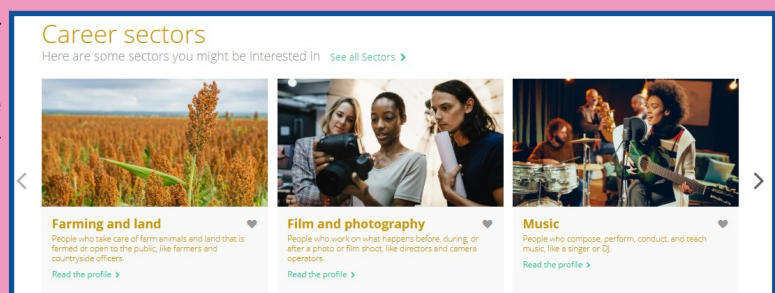 Career sectors
Here are some sectors you might be interested in See all Sectors >
Farming and land
People who take care of farm animals and land that is
farmed or open to the public, like farmers and
countryside officers.
Read the profile >
Film and photography
People who work on what happens before, during, or
after a photo or film shoot, like directors and camera
operators.
Read the profile >
Music
People who compose, perform, conduct, and teach
music, like a singer or DJ.
Read the profile >